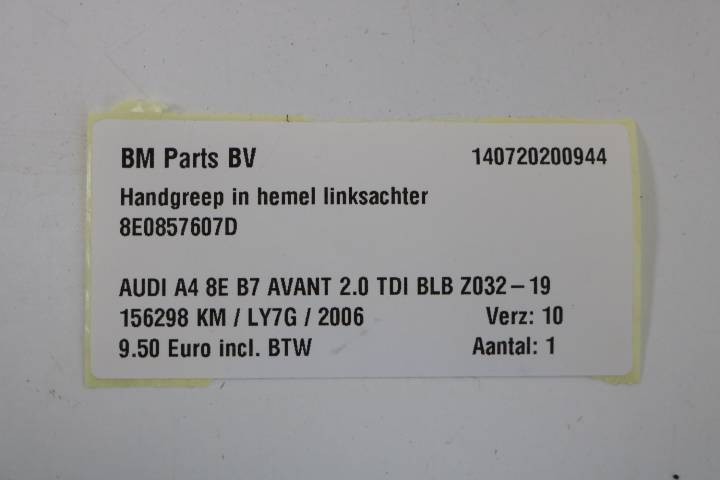 BM Parts BV 140720200944
Handgreep in hemel linksachter
8E0857607D
AUDI A4 8E B7 AVANT 2.0 TDI BLB Z032-19
156298 KM / LY7G / 2006 Verz: 10
9.50 Euro incl. BTW Aantal: 1